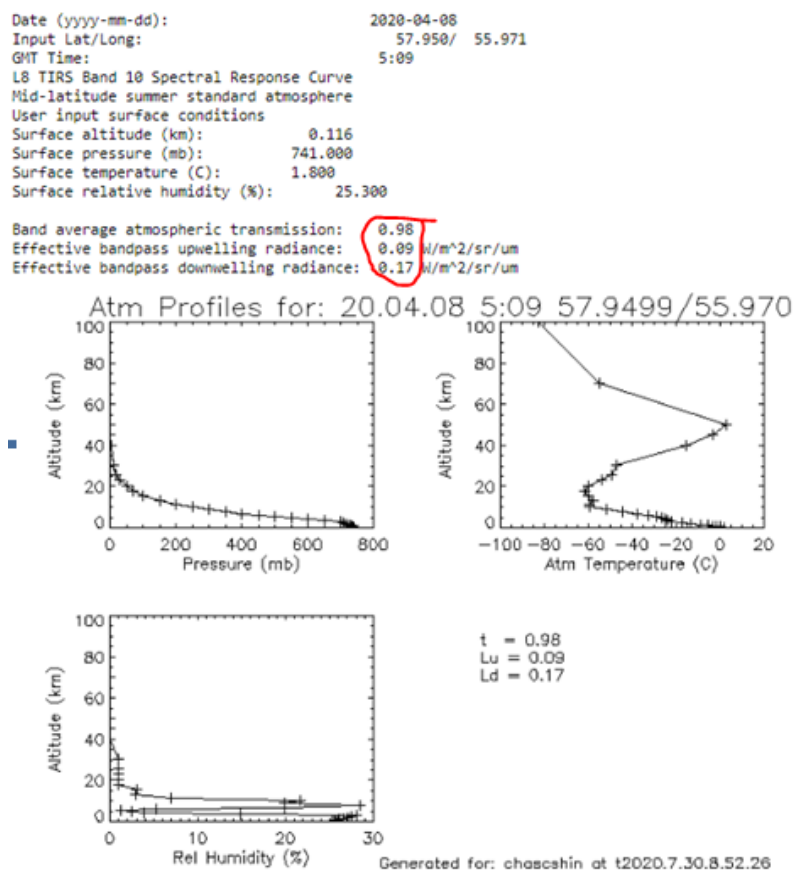 Date (yyyy-mm-dd): 2020-04-08
Input Lat/Long: 57.950/ 55.971
GMT Time: 5:09
L8 TIRS Band 10 Spectral Response Curve
Mid-latitude summer standard atmosphere
User input surface conditions
Surface altitude (km): 0.116
Surface pressure (mb): 741.000
Surface temperature (C): 1.800
Surface relative humidity (%): 25.300
Band average atmospheric transmission: 0.98
Effective bandpass upwelling radiance: 0.09 W/m^2/sr/um
Effective bandpass downwelling radiance: 0.17 W/m^2/sr/um
Atm Profiles for: 20.04.08 5:09 57.9499/55.970
100
80
60
40
20
0
Altitude (km)
0 200 400 600 800
Pressure (mb)
100
80
60
40
20
0
Altitude (km)
-100 -80 -60 -40 -20 0 20
Atm Temperature (C)
100
80
60
40
20
0
Altitude (km)
0 10 20 30
Rel Humidity (%)
t = 0.98
Lu = 0.09
Ld = 0.17
Generated for: chascshin at t2020.7.30.8.52.26